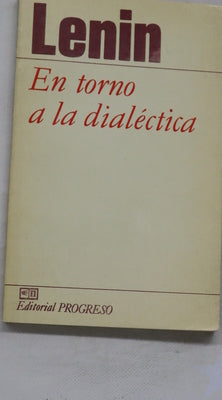 Lenin
En torno
a la dialéctica
Editorial PROGRESO